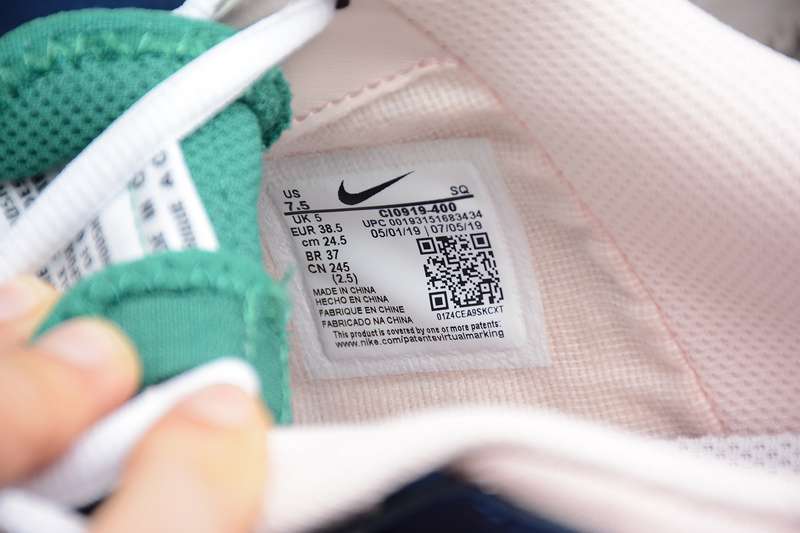 US
7.5
SQ
UK 5
CI0919-400
EUR 38.5
UPC 00193151683434
cm 24.5
05/01/19 | 07/05/19
BR 37
CN 245
(2.5)
MADE IN CHINA
HECHO EN CHINA
FABRIQUE EN CHINE
FABRICADO NA CHINA
01Z4CEA9SKCXT
This product is covered by one or more patents:
www.nike.com/patentsvirtualmarking